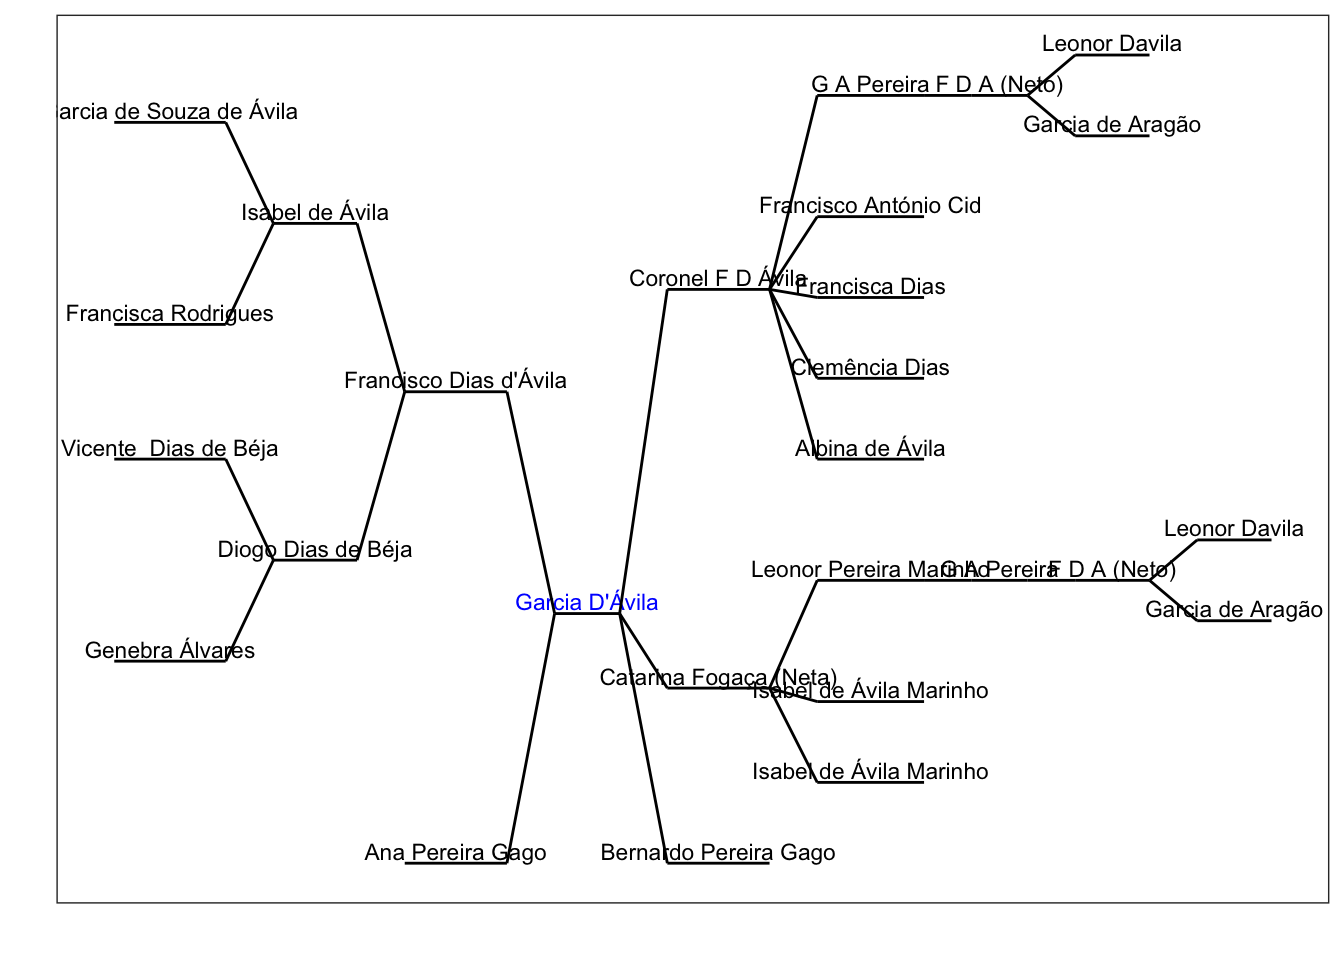 Leonor Davila
G A Pereira F D A (Neto)
arcia de Souza de Ávila
Garcia de Aragão
Isabel de Ávila
Francisco António Cid
Coronel F D Ávila
Francisca Dias
Francisca Rodrigues
Clemência Dias
Francisco Dias d'Ávila
Vicente  Dias de Béja
Albina de Ávila
Leonor Davila
Diogo Dias de Béja
Leonor Pereira Marinho
G A Pereira F D A (Neto)
Garcia D'Ávila
Garcia de Aragão
Genebra Álvares
Catarina Fogaça (Neta)
Isabel de Ávila Marinho
Isabel de Ávila Marinho
Ana Pereira Gago
Bernardo Pereira Gago